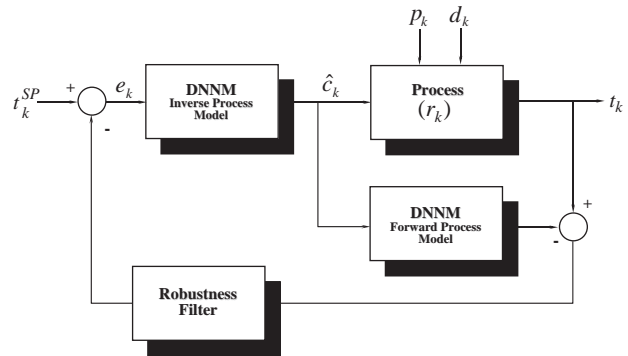 p_k d_k
t_k^{SP} + - e_k
DNNM
Inverse Process
Model
ĉ_k
Process
(r_k)
t_k
DNNM
Forward Process
Model
+
-
Robustness
Filter